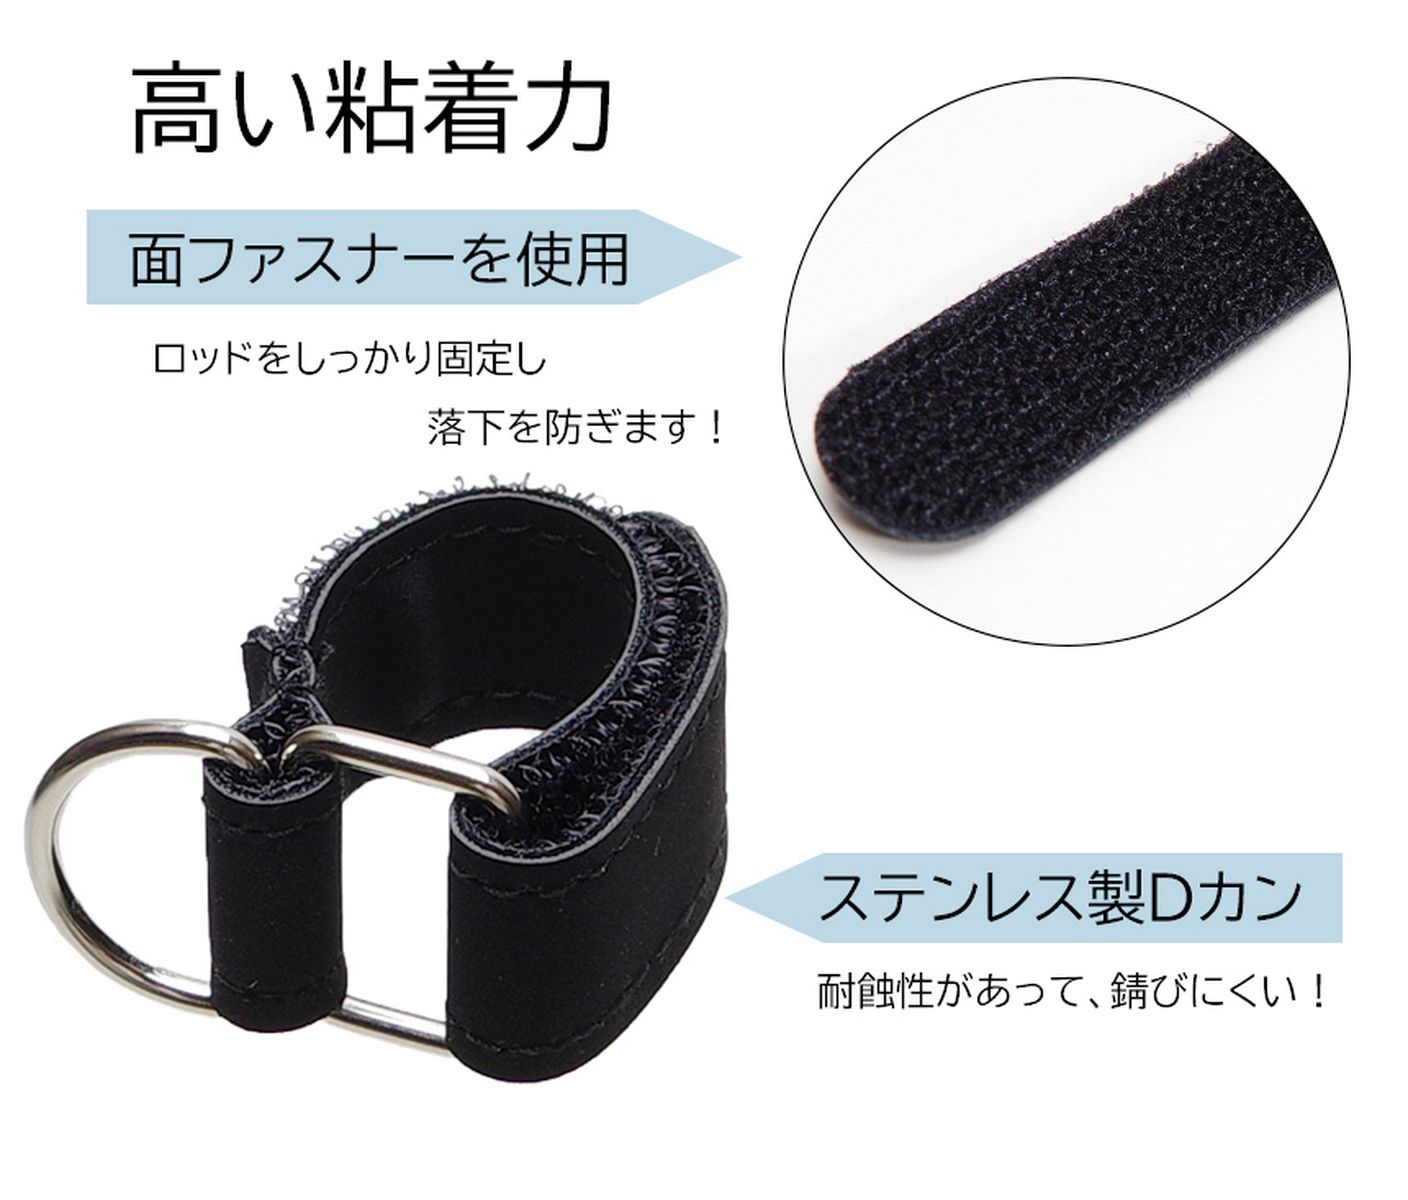 高い粘着力
面ファスナーを使用
ロッドをしっかり固定し
落下を防ぎます！
ステンレス製Dカン
耐蝕性があって、錆びにくい！